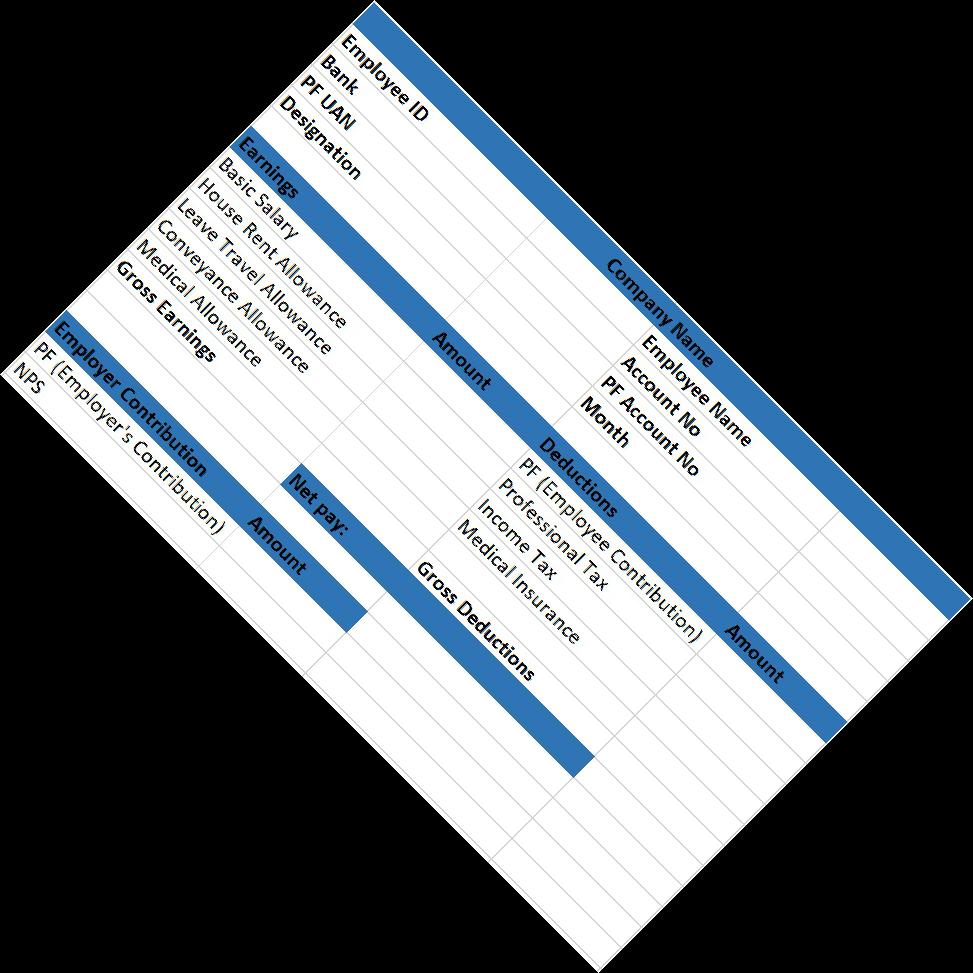 Company Name
Employee ID Employee Name
Bank Account No
PF UAN PF Account No
Designation Month
Earnings Amount Deductions Amount
Basic Salary PF (Employee Contribution)
House Rent Allowance Professional Tax
Leave Travel Allowance Income Tax
Conveyance Allowance Medical Insurance
Medical Allowance
Gross Earnings Gross Deductions
Net pay:
Employer Contribution Amount
PF (Employer's Contribution)
NPS